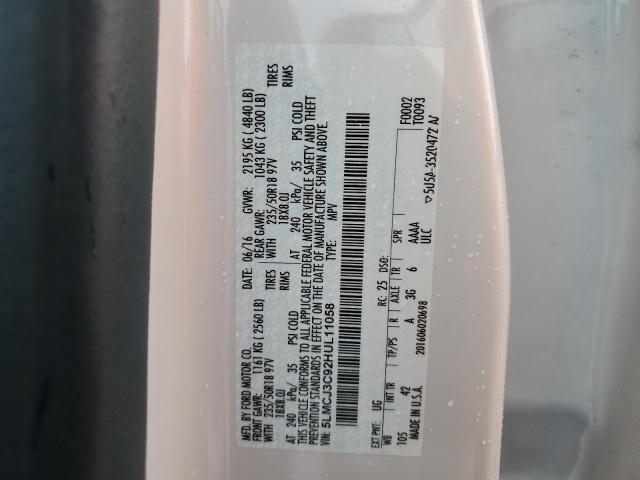 MFD. BY FORD MOTOR CO.
DATE: 06/16 GVWR: 2195 KG ( 4840 LB)
FRONT GAWR: 1161 KG ( 2560 LB) REAR GAWR: 1043 KG ( 2300 LB)
WITH 235/50R18 97V TIRES WITH 235/50R18 97V TIRES
18X8.0J RIMS 18X8.0J RIMS
AT 240 kPa/ 35 PSI COLD AT 240 kPa/ 35 PSI COLD
THIS VEHICLE CONFORMS TO ALL APPLICABLE FEDERAL MOTOR VEHICLE SAFETY AND THEFT
PREVENTION STANDARDS IN EFFECT ON THE DATE OF MANUFACTURE SHOWN ABOVE.
VIN: 5LMCJ3C92HUL11058 TYPE: MPV
F0002
T0093
EXT PNT: UG RC: 25 DSO:
WB INT TR TP/PS R AXLE TR SPR
105 42 A 3G 6 AAAA
ULC
MADE IN U.S.A. 201606020698